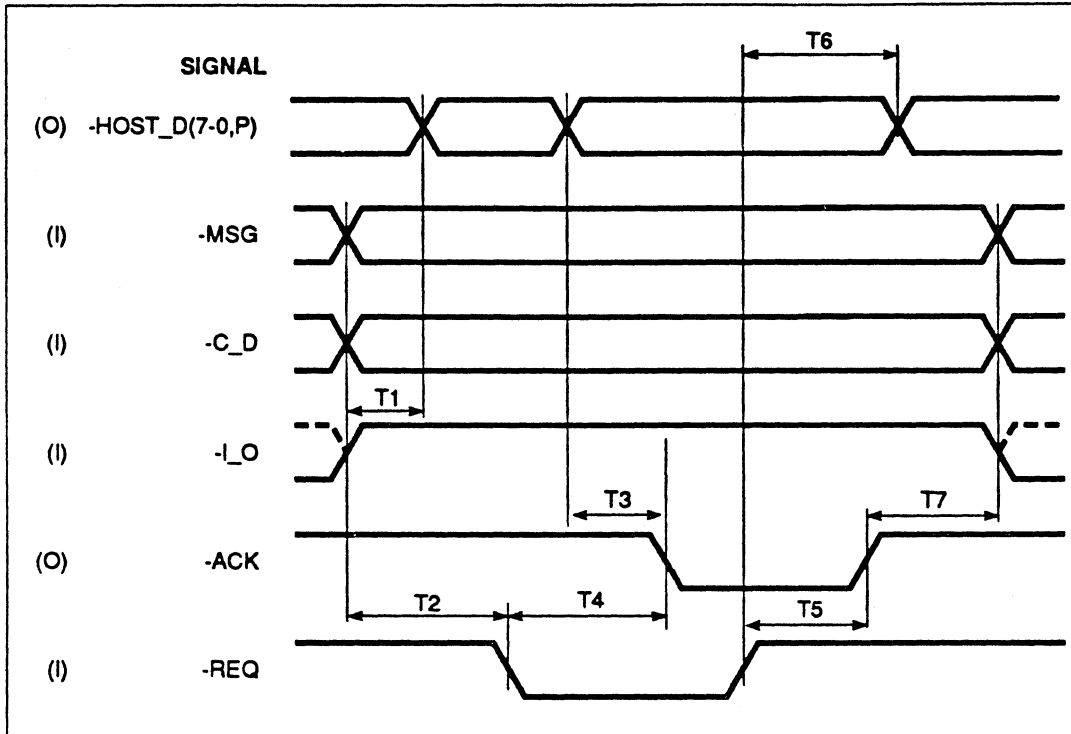 T6
SIGNAL
(O) -HOST_D(7-0,P)
(I) -MSG
(I) -C_D
T1
(I) -I_O
T3 T7
(O) -ACK
T2 T4 T5
(I) -REQ